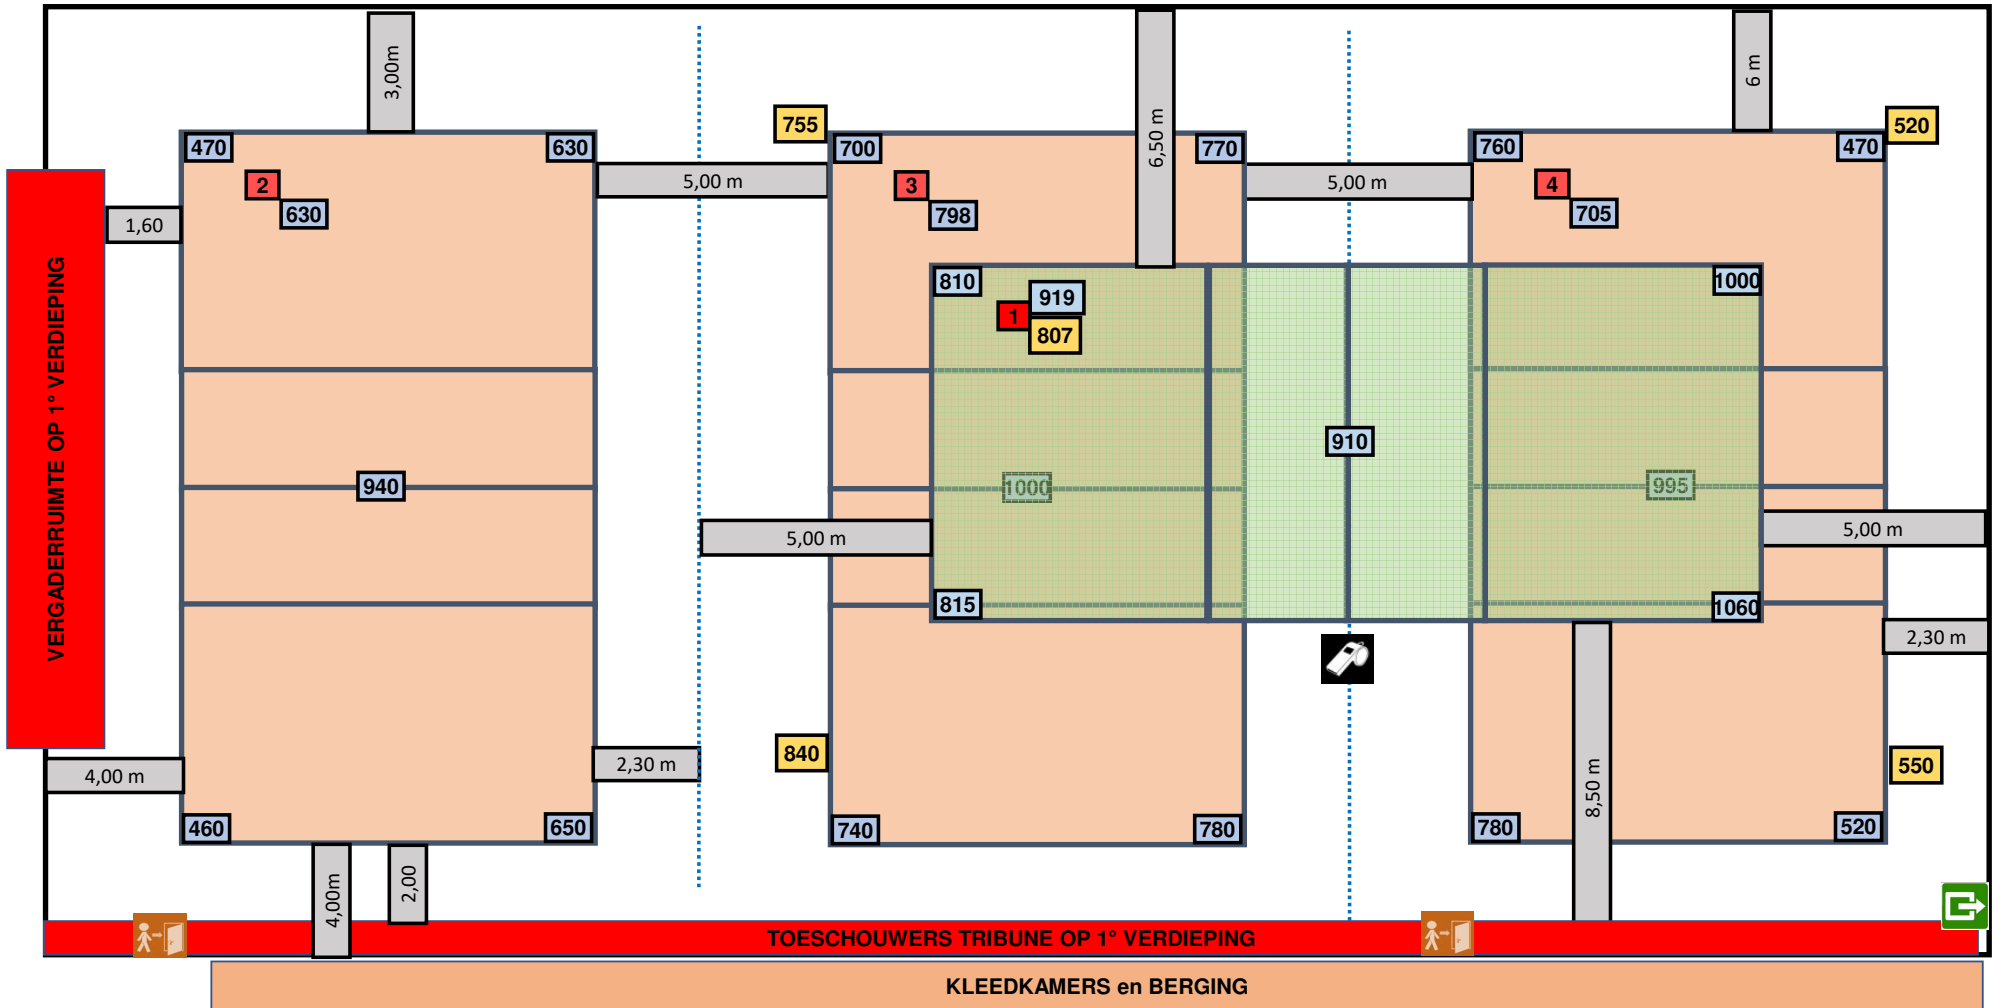 3,00m
6,50 m
6 m
755
520
470
630
700
770
760
470
2
630
5,00 m
3
798
5,00 m
4
705
1,60
VERGADERRUIMTE OP 1° VERDIEPING
810
1
919
807
1000
910
940
1000
995
5,00 m
5,00 m
815
1060
2,30 m
4,00 m
2,30 m
840
8,50 m
550
460
650
740
780
780
520
4,00m
2,00
TOESCHOUWERS TRIBUNE OP 1° VERDIEPING
KLEEDKAMERS en BERGING